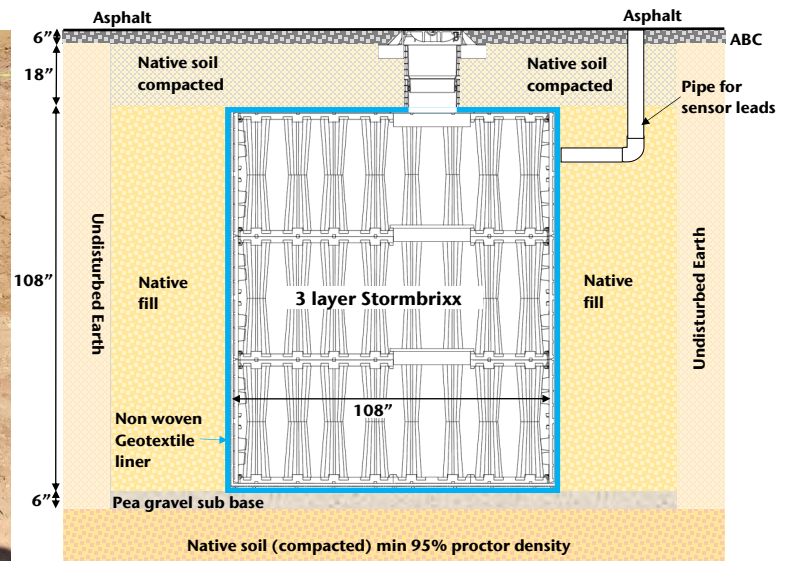 Asphalt
Asphalt
6”
ABC
18”
Native soil
compacted
Native soil
compacted
Pipe for
sensor leads
108”
Undisturbed Earth
Native
fill
3 layer Stormbrixx
Native
fill
Undisturbed Earth
108”
Non woven
Geotextile
liner
6”
Pea gravel sub base
Native soil (compacted) min 95% proctor density